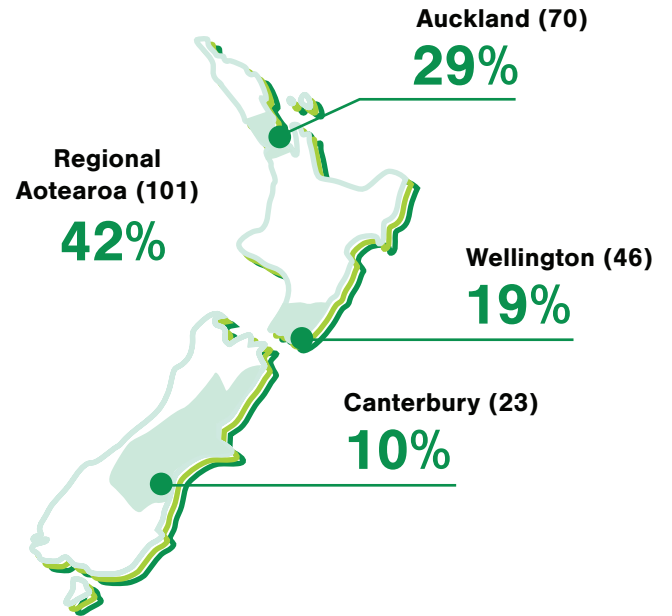 Auckland (70)
29%
Regional
Aotearoa (101)
42%
Wellington (46)
19%
Canterbury (23)
10%